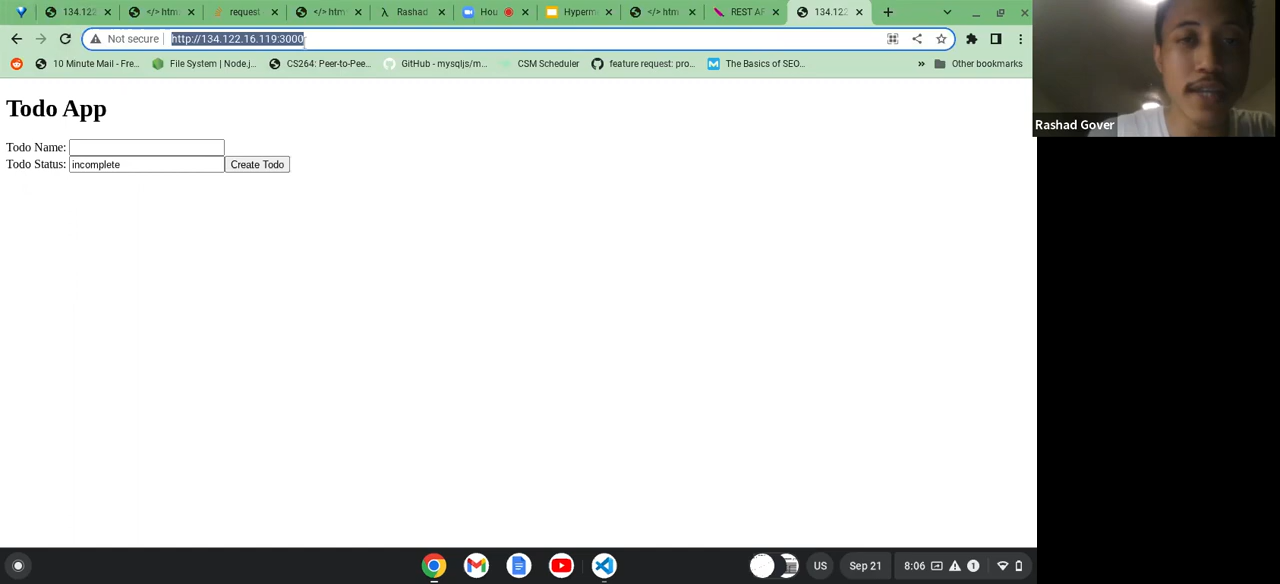 134.122
</> htm
request
</> htm
Rashad
Hou
Hyperm
</> htm
REST AF
134.122
Not secure
http://134.122.16.119:3000
10 Minute Mail - Fre...
File System | Node.j...
CS264: Peer-to-Pee...
GitHub - mysqljs/m...
CSM Scheduler
feature request: pro...
The Basics of SEO...
»
Other bookmarks
Rashad Gover
Todo App
Todo Name:
Todo Status: incomplete Create Todo
US
Sep 21
8:06
1